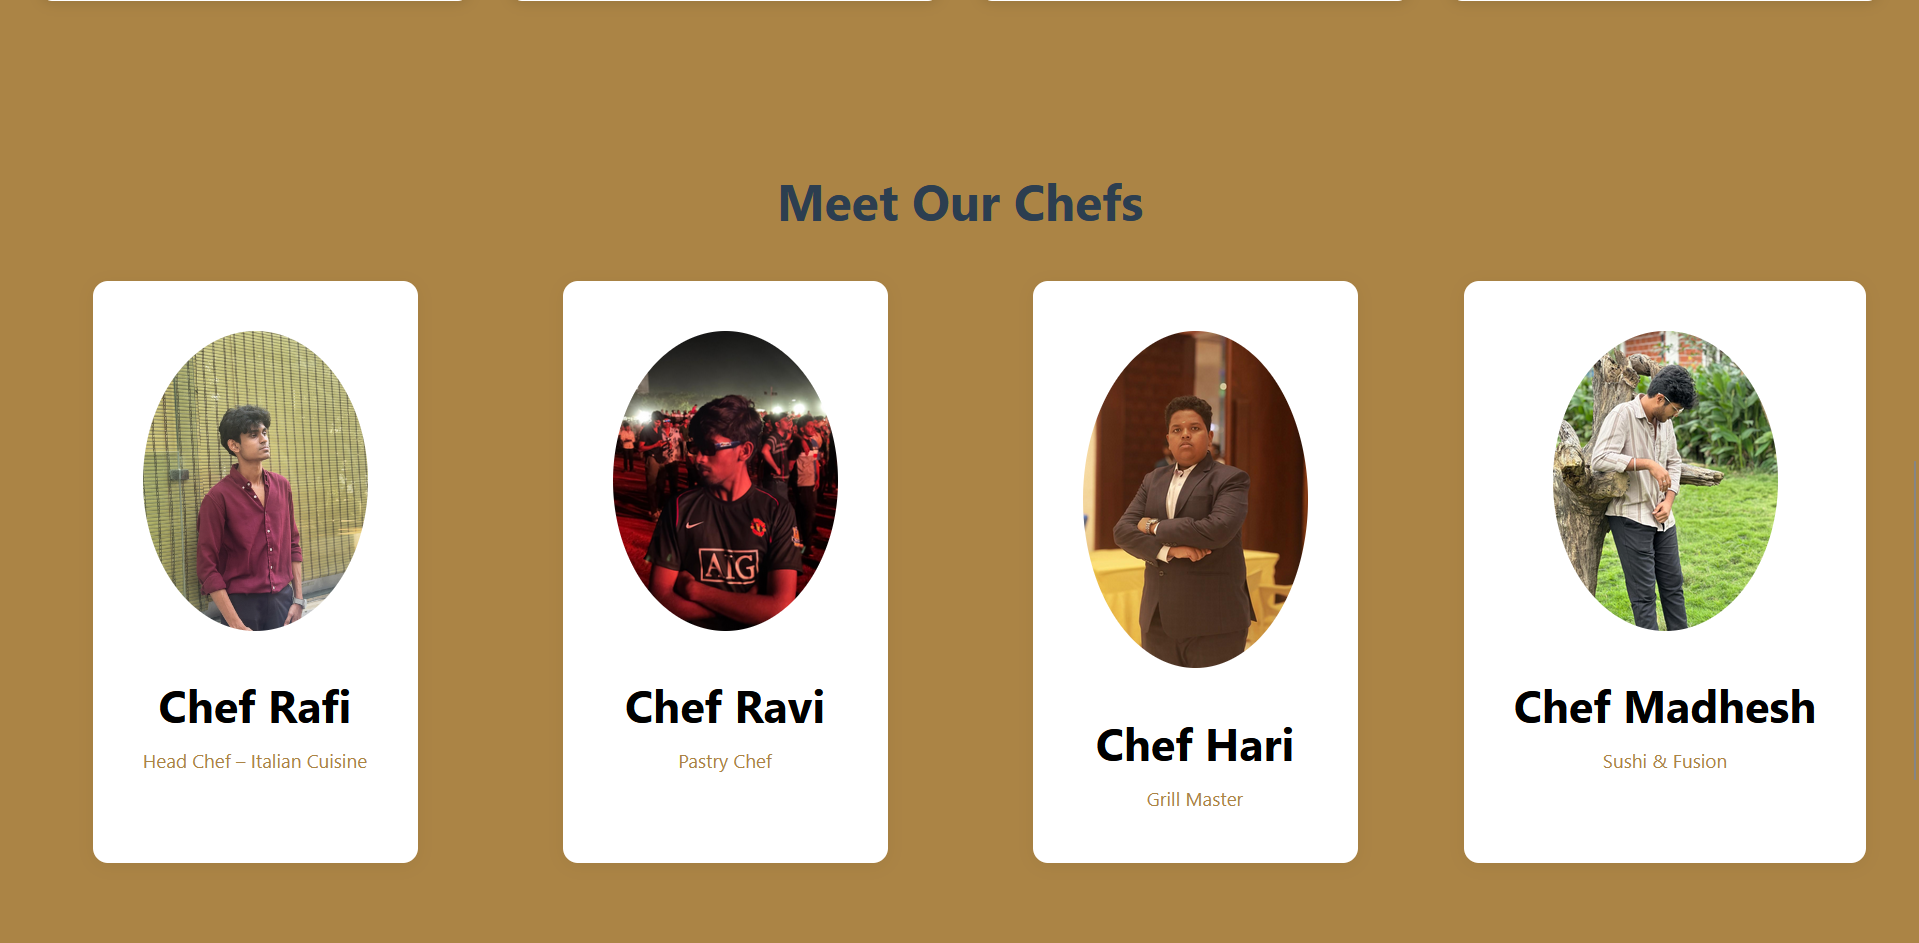 Meet Our Chefs
AIG
Chef Rafi
Head Chef – Italian Cuisine
Chef Ravi
Pastry Chef
Chef Hari
Grill Master
Chef Madhesh
Sushi & Fusion